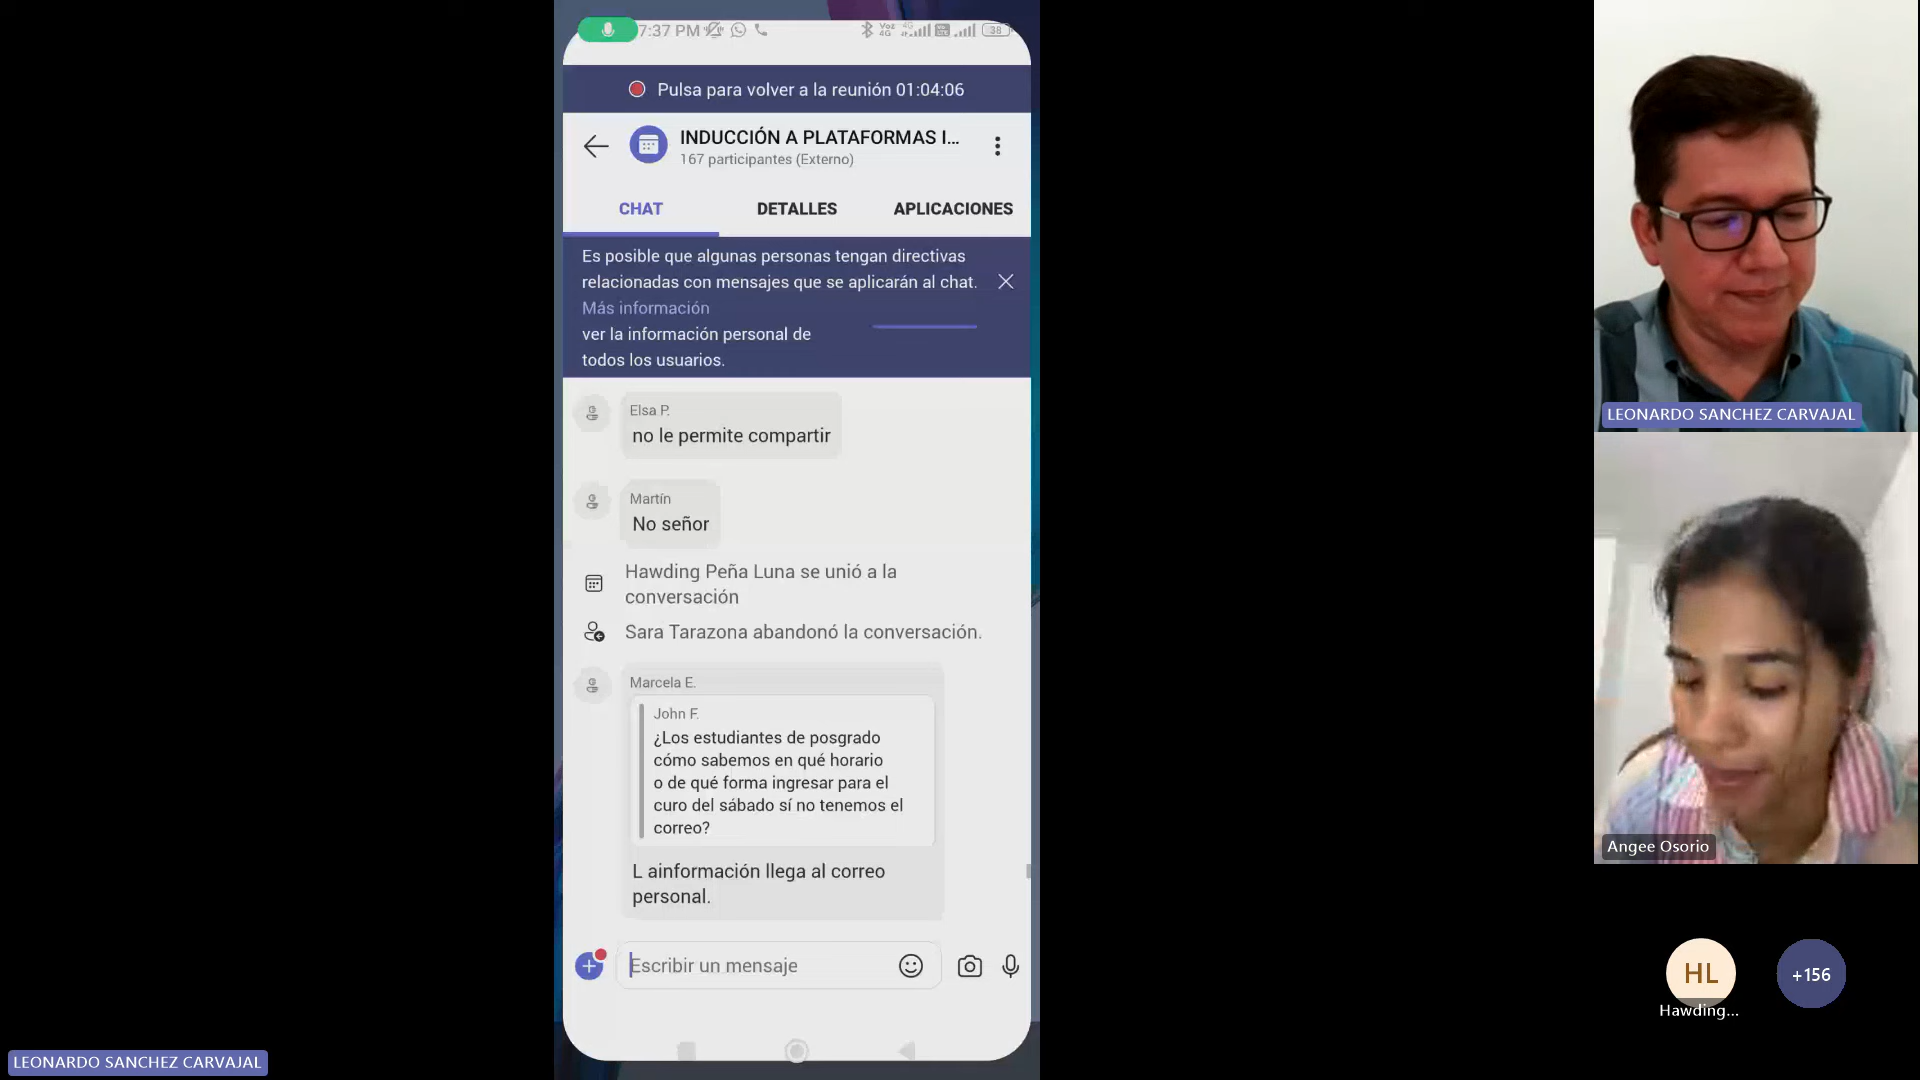 7:37 PM
VoZ
4G
4G
38
Pulsa para volver a la reunión 01:04:06
INDUCCIÓN A PLATAFORMAS I...
167 participantes (Externo)
CHAT
DETALLES
APLICACIONES
Es posible que algunas personas tengan directivas
relacionadas con mensajes que se aplicarán al chat.
Más información
ver la información personal de
todos los usuarios.
Elsa P.
no le permite compartir
Martín
No señor
Hawding Peña Luna se unió a la
conversación
Sara Tarazona abandonó la conversación.
Marcela E.
John F.
¿Los estudiantes de posgrado
cómo sabemos en qué horario
o de qué forma ingresar para el
curo del sábado sí no tenemos el
correo?
L ainformación llega al correo
personal.
Escribir un mensaje
LEONARDO SANCHEZ CARVAJAL
LEONARDO SANCHEZ CARVAJAL
Angee Osorio
HL
+156
Hawding...